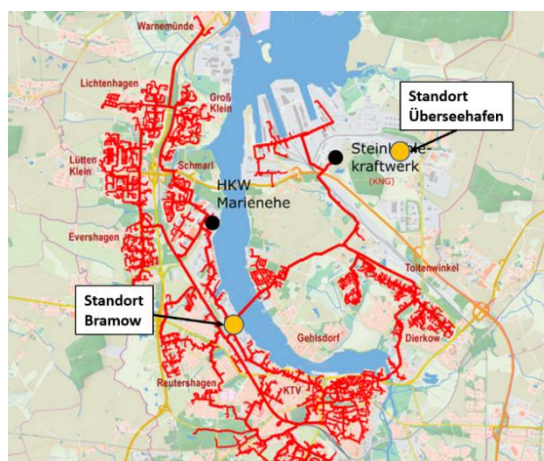 Warnemünde
Lichtenhagen
Groß
Klein
Standort
Überseehafen
Lütten
Klein
Schmarl
kraftwerk
(KNG)
HKW
Marienehe
Evershagen
Toitenwinkel
Standort
Bramow
Gehlsdorf
Dierkow
Reutershagen
KTV